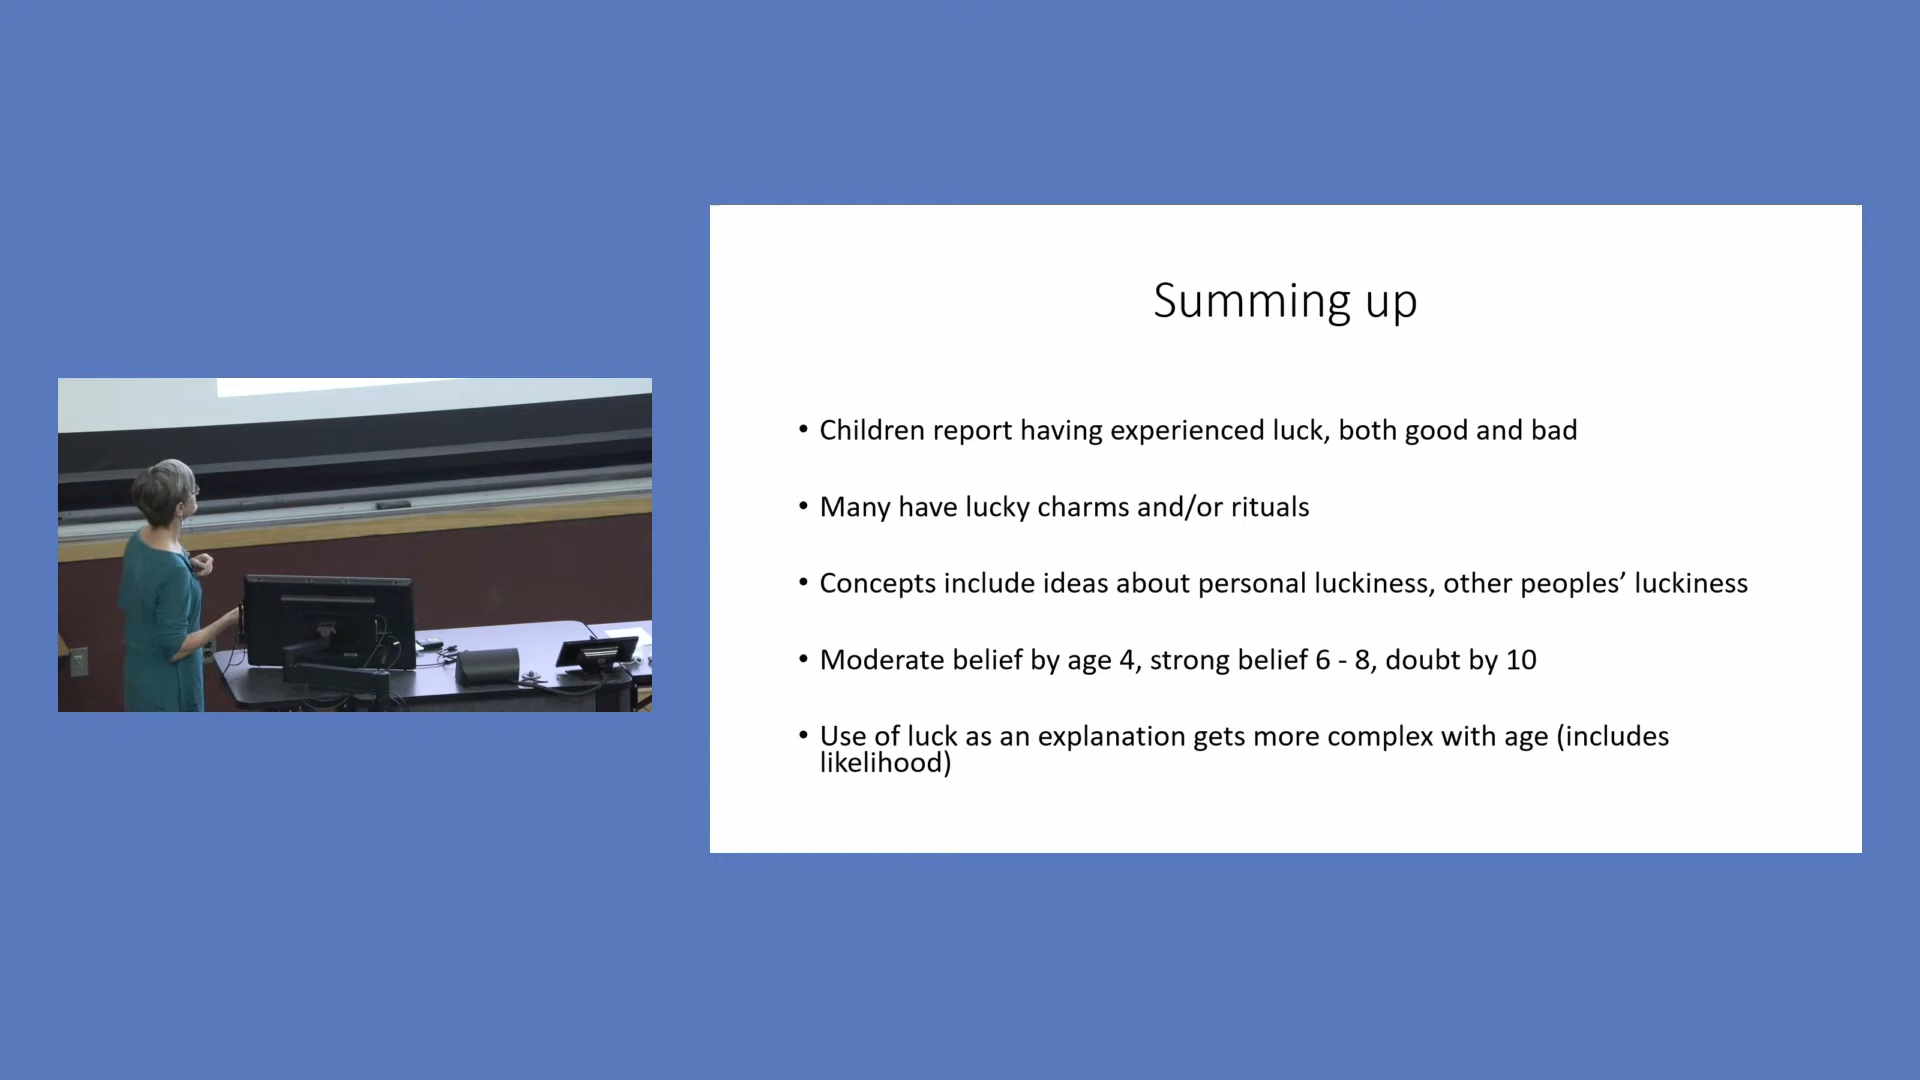 Summing up
• Children report having experienced luck, both good and bad
• Many have lucky charms and/or rituals
• Concepts include ideas about personal luckiness, other peoples’ luckiness
• Moderate belief by age 4, strong belief 6 - 8, doubt by 10
• Use of luck as an explanation gets more complex with age (includes
likelihood)